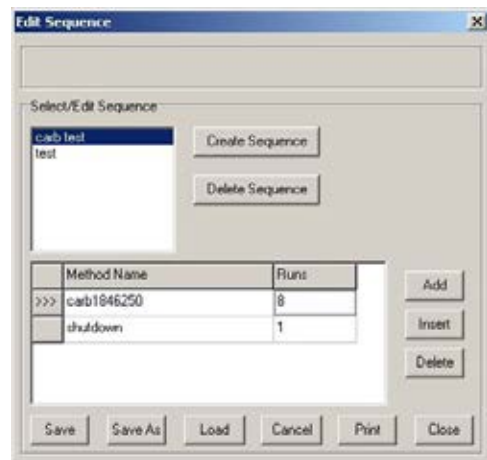 Edit Sequence
Select/Edit Sequence
carb test
test
Create Sequence
Delete Sequence
Method Name Runs
>>> carb1846250 8
shutdown 1
Add
Insert
Delete
Save Save As Load Cancel Print Close